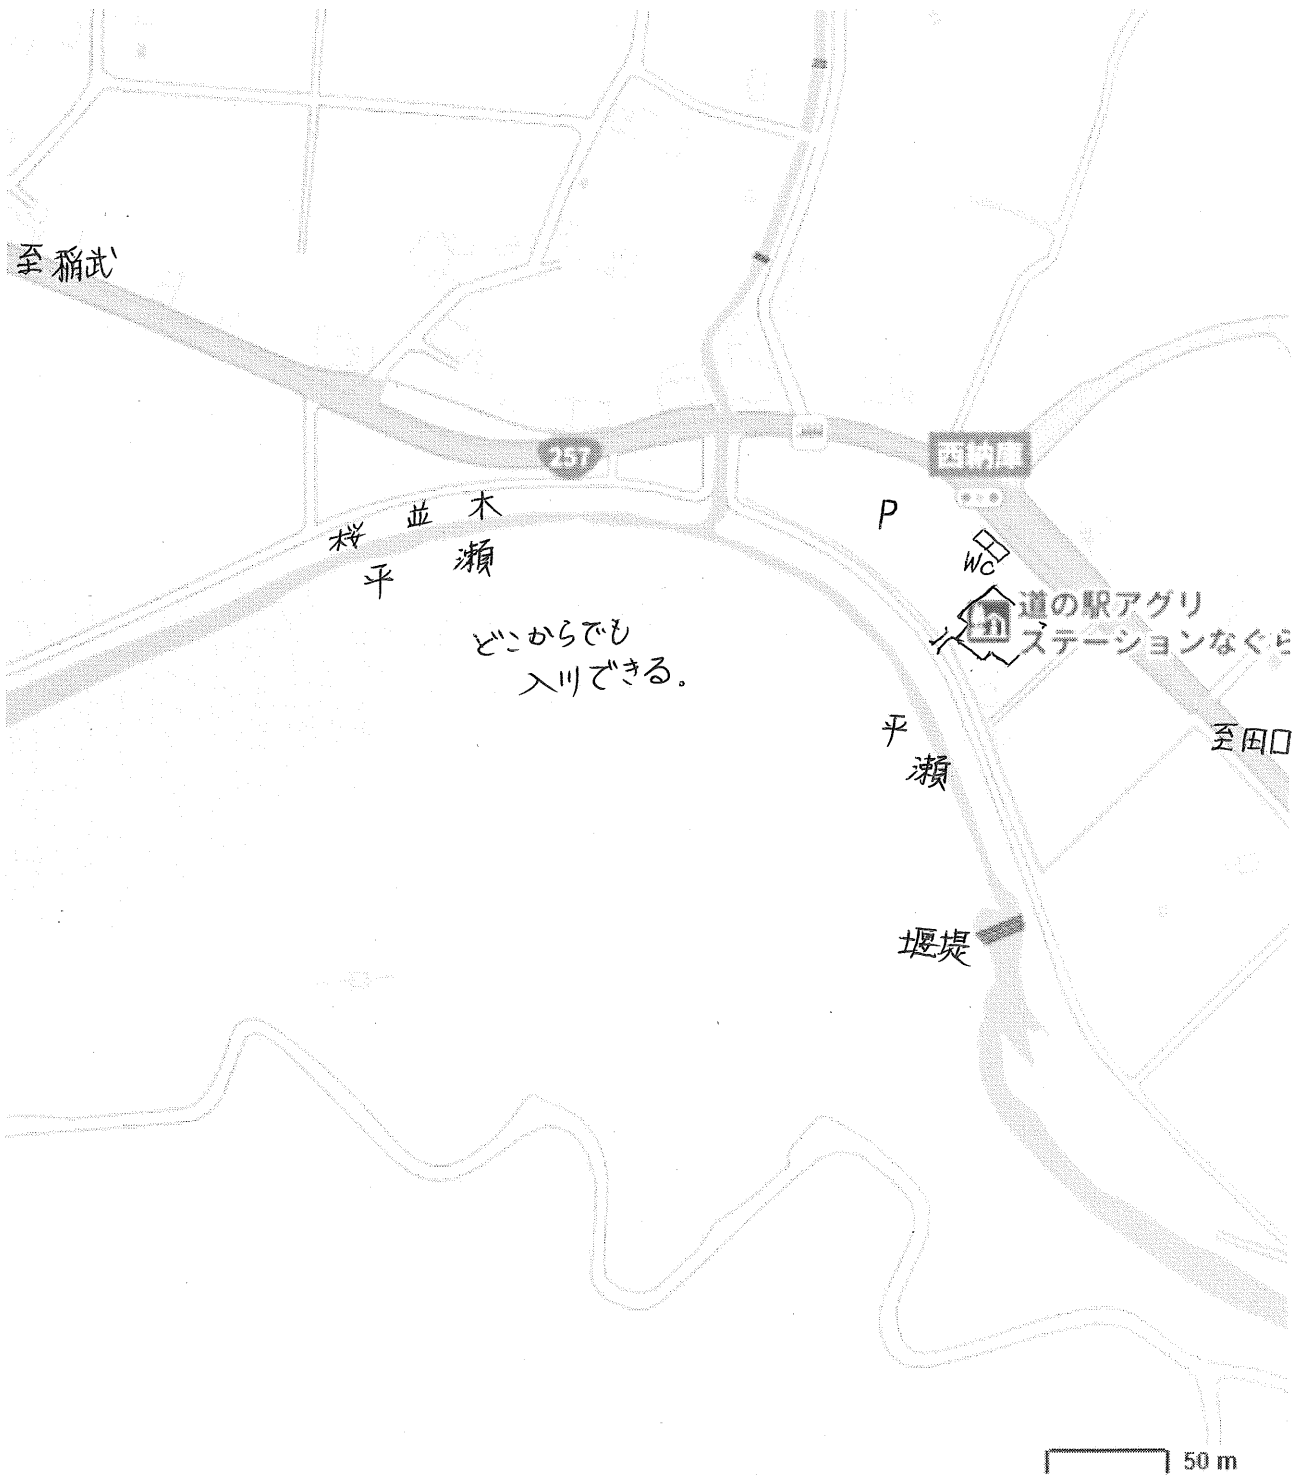 至稲武
257
西納庫
桜並木
平瀬
P
WC
道の駅アグリ
ステーションなぐら
どこからでも
入川できる。
平瀬
至田口
堰堤
50 m